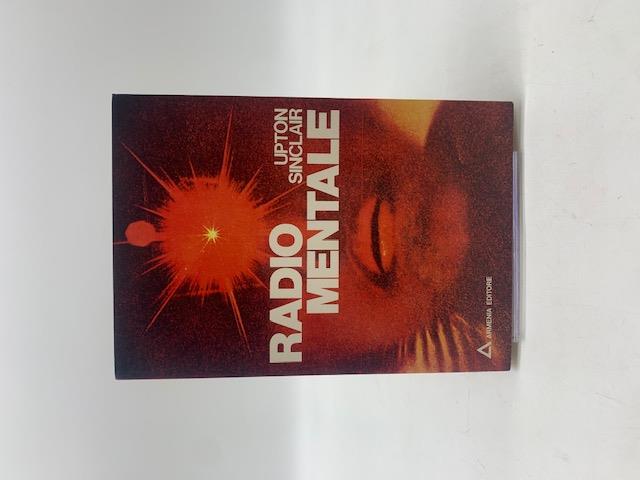 UPTON
SINCLAIR
RADIO
MENTALE
ARMENIA EDITORE